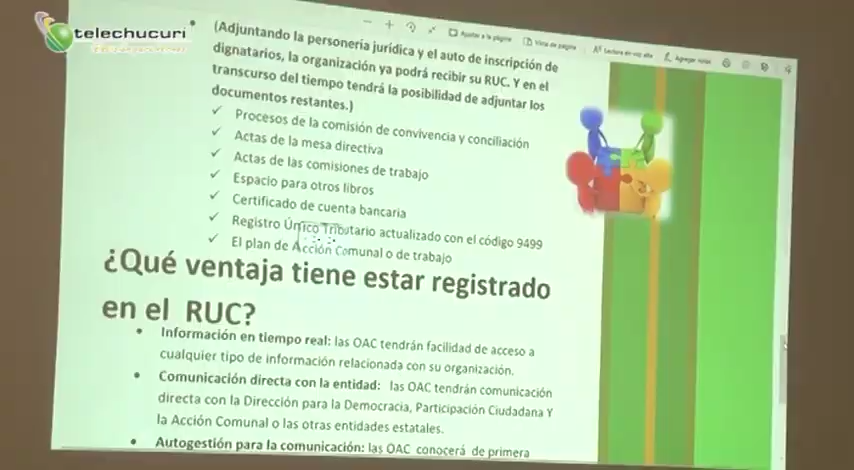 telechucuri
Ajustar a la página
Vista de página
Lectura en voz alta
Agregar notas
(Adjuntando la personería jurídica y el auto de inscripción de
dignatarios, la organización ya podrá recibir su RUC. Y en el
transcurso del tiempo tendrá la posibilidad de adjuntar los
documentos restantes.)
Procesos de la comisión de convivencia y conciliación
Actas de la mesa directiva
Actas de las comisiones de trabajo
Espacio para otros libros
Certificado de cuenta bancaria
Registro Único Tributario actualizado con el código 9499
El plan de Acción Comunal o de trabajo
¿Qué ventaja tiene estar registrado
en el RUC?
Información en tiempo real: las OAC tendrán facilidad de acceso a
cualquier tipo de información relacionada con su organización.
Comunicación directa con la entidad: las OAC tendrán comunicación
directa con la Dirección para la Democracia, Participación Ciudadana Y
la Acción Comunal o las otras entidades estatales.
Autogestión para la comunicación: las OAC conocerá de primera